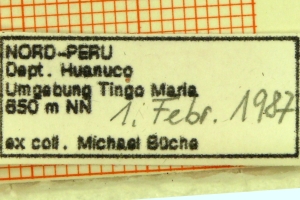 NORD-PERU
Dept. Huanuco
Umgebung Tingo Maria
650 m NN 1. Febr. 1987
ex coll. Michael Büche